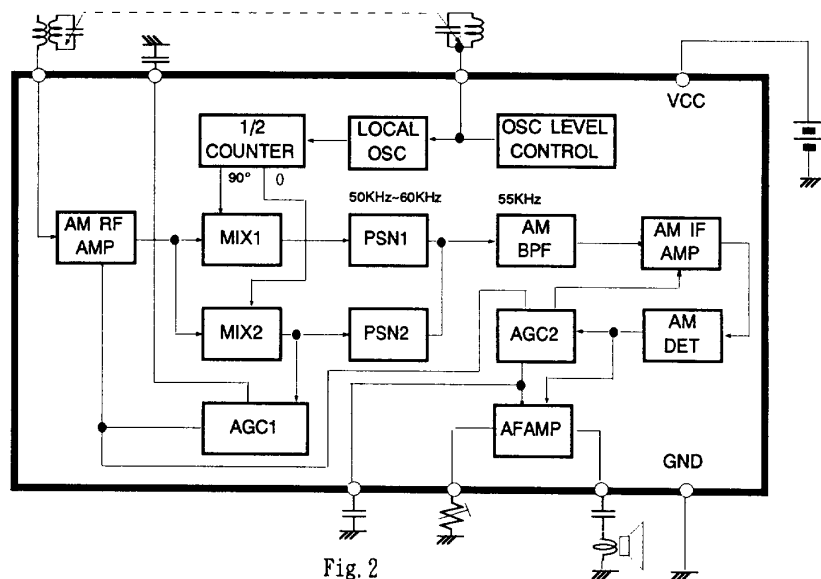 VCC
1/2
COUNTER
LOCAL
OSC
OSC LEVEL
CONTROL
90° 0
50KHz~60KHz
55KHz
AM RF
AMP
MIX1
PSN1
AM
BPF
AM IF
AMP
MIX2
PSN2
AGC2
AM
DET
AGC1
AFAMP
GND
Fig. 2